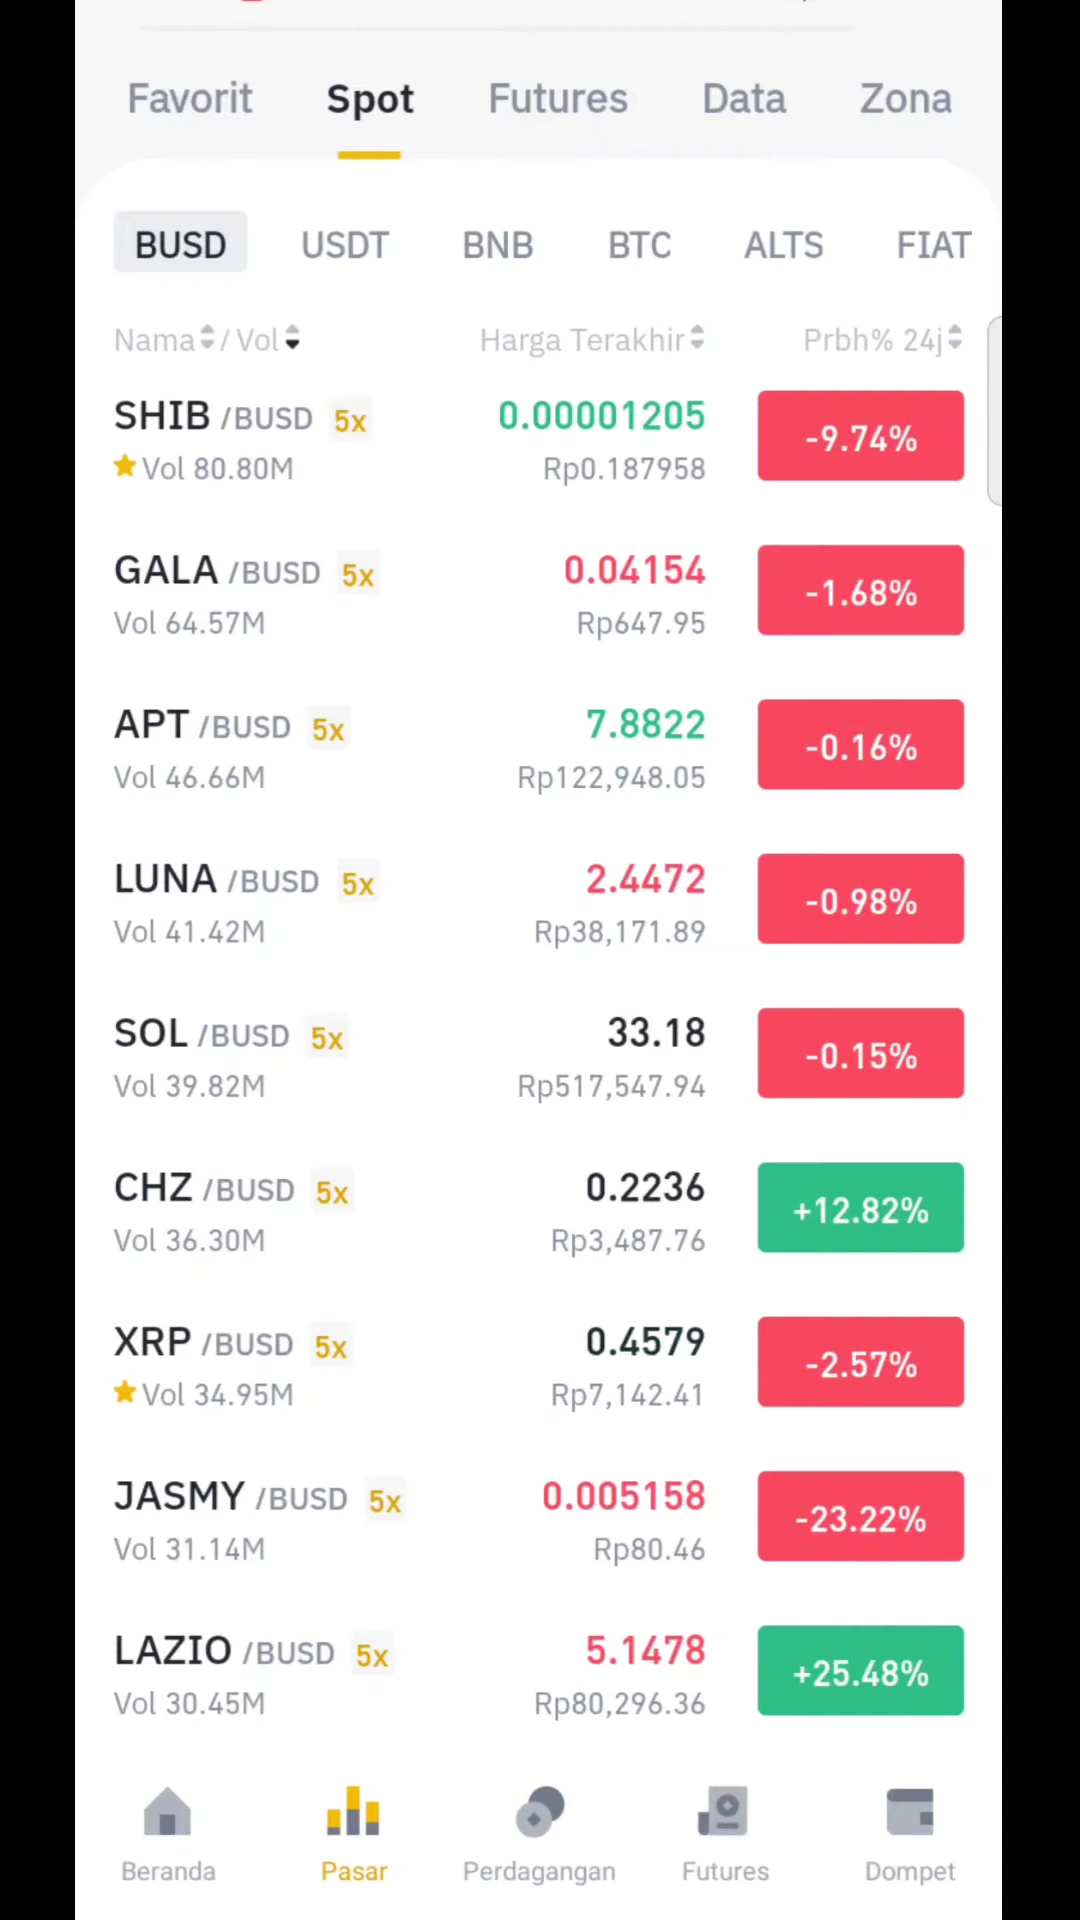 Favorit Spot Futures Data Zona
BUSD USDT BNB BTC ALTS FIAT
Nama / Vol Harga Terakhir Prbh% 24j
SHIB /BUSD 5x 0.00001205 -9.74%
Vol 80.80M Rp0.187958
GALA /BUSD 5x 0.04154 -1.68%
Vol 64.57M Rp647.95
APT /BUSD 5x 7.8822 -0.16%
Vol 46.66M Rp122,948.05
LUNA /BUSD 5x 2.4472 -0.98%
Vol 41.42M Rp38,171.89
SOL /BUSD 5x 33.18 -0.15%
Vol 39.82M Rp517,547.94
CHZ /BUSD 5x 0.2236 +12.82%
Vol 36.30M Rp3,487.76
XRP /BUSD 5x 0.4579 -2.57%
Vol 34.95M Rp7,142.41
JASMY /BUSD 5x 0.005158 -23.22%
Vol 31.14M Rp80.46
LAZIO /BUSD 5x 5.1478 +25.48%
Vol 30.45M Rp80,296.36
Beranda Pasar Perdagangan Futures Dompet